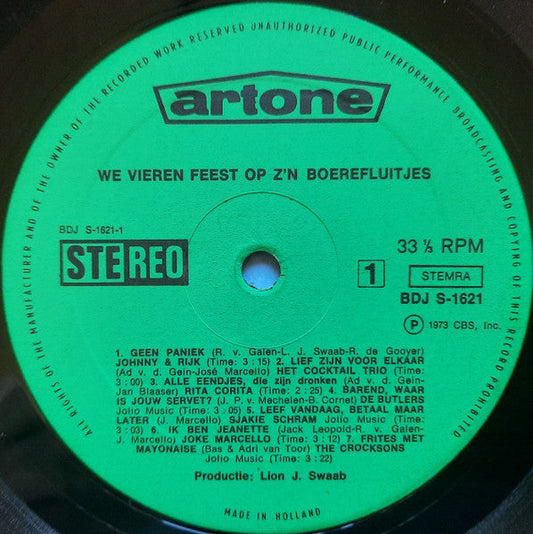 ALL RIGHTS OF THE MANUFACTURER AND OF THE OWNER OF THE RECORDED WORK RESERVED UNAUTHORIZED PUBLIC PERFORMANCE BROADCASTING AND COPYING OF THIS RECORD PROHIBITED
artone
WE VIEREN FEEST OP Z'N BOEREFLUITJES
BDJ S-1621-1
STEREO
33 ⅓ RPM
1
STEMRA
BDJ S-1621
Ⓟ 1973 CBS, Inc.
1. GEEN PANIEK (R. v. Galen-L. J. Swaab-R. de Gooyer)
JOHNNY & RIJK (Time: 3:15) 2. LIEF ZIJN VOOR ELKAAR
(Ad v. d. Gein-José Marcello) HET COCKTAIL TRIO (Time:
3:00) 3. ALLE EENDJES, die zijn dronken (Ad v. d. Gein-
Jan Blaaser) RITA CORITA (Time: 2:25) 4. BAREND, WAAR
IS JOUW SERVET? (J. P. v. Mechelen-B. Cornet) DE BUTLERS
Jolio Music (Time: 3:05) 5. LEEF VANDAAG, BETAAL MAAR
LATER (J. Marcello) SJAKIE SCHRAM Jolio Music (Time:
3:03) 6. IK BEN JEANETTE (Jack Leopold-R. v. Galen-
J. Marcello) JOKE MARCELLO (Time: 3:12) 7. FRITES MET
MAYONAISE (Bas & Adri van Toor) THE CROCKSONS
Jolio Music (Time: 3:22)
Productie: Lion J. Swaab
MADE IN HOLLAND